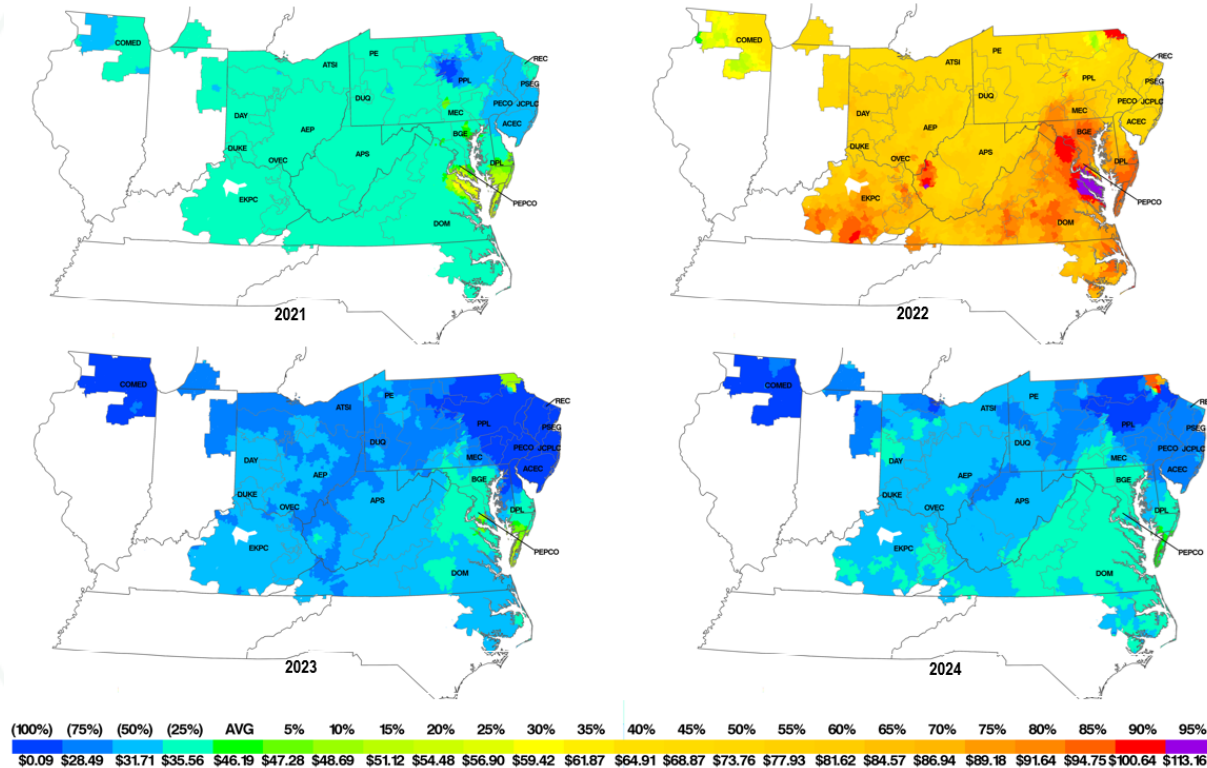 COMED
ATSI
PE
REC
PPL
PSEG
DUQ
PECO JCPLC
DAY
MEC
ACEC
AEP
BGE
DUKE
OVEC
APS
DPL
EKPC
PEPCO
DOM
2021
COMED
PE
ATSI
REC
PPL
PSEG
DUQ
PECO JCPLC
DAY
MEC
ACEC
AEP
BGE
DUKE
OVEC
APS
DPL
EKPC
PEPCO
DOM
2022
COMED
PE
ATSI
REC
PPL
PSEG
DUQ
PECO JCPLC
DAY
MEC
ACEC
AEP
BGE
DUKE
OVEC
APS
DPL
EKPC
PEPCO
DOM
2023
COMED
PE
ATSI
RE
PPL
PSEG
DUQ
PECO JCPLC
DAY
MEC
ACEC
AEP
BGE
DUKE
OVEC
APS
DPL
EKPC
PEPCO
DOM
2024
(100%) (75%) (50%) (25%) AVG 5% 10% 15% 20% 25% 30% 35% 40% 45% 50% 55% 60% 65% 70% 75% 80% 85% 90% 95%
$0.09 $28.49 $31.71 $35.56 $46.19 $47.28 $48.69 $51.12 $54.48 $56.90 $59.42 $61.87 $64.91 $68.87 $73.76 $77.93 $81.62 $84.57 $86.94 $89.18 $91.64 $94.75 $100.64 $113.16